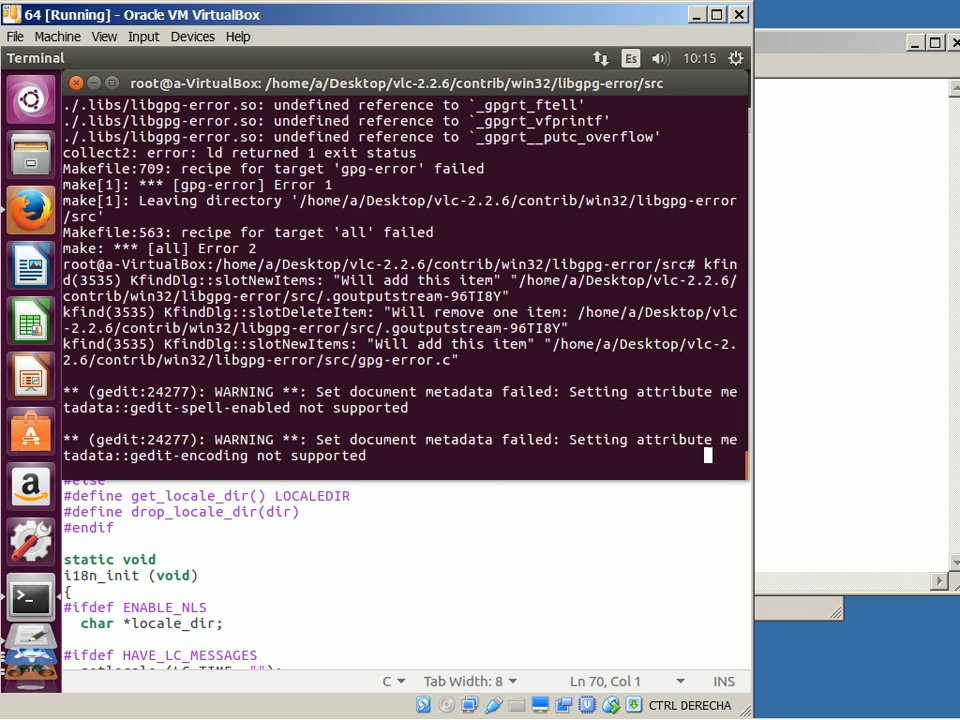 64 [Running] - Oracle VM VirtualBox
File Machine View Input Devices Help
Terminal
Es
10:15
root@a-VirtualBox: /home/a/Desktop/vlc-2.2.6/contrib/win32/libgpg-error/src
./.libs/libgpg-error.so: undefined reference to `_gpgrt_ftell'
./.libs/libgpg-error.so: undefined reference to `_gpgrt_vfprintf'
./.libs/libgpg-error.so: undefined reference to `_gpgrt__putc_overflow'
collect2: error: ld returned 1 exit status
Makefile:709: recipe for target 'gpg-error' failed
make[1]: *** [gpg-error] Error 1
make[1]: Leaving directory '/home/a/Desktop/vlc-2.2.6/contrib/win32/libgpg-error
/src'
Makefile:563: recipe for target 'all' failed
make: *** [all] Error 2
root@a-VirtualBox:/home/a/Desktop/vlc-2.2.6/contrib/win32/libgpg-error/src# kfin
d(3535) KfindDlg::slotNewItems: "Will add this item" "/home/a/Desktop/vlc-2.2.6/
contrib/win32/libgpg-error/src/.goutputstream-96TI8Y"
kfind(3535) KfindDlg::slotDeleteItem: "Will remove one item: /home/a/Desktop/vlc
-2.2.6/contrib/win32/libgpg-error/src/.goutputstream-96TI8Y"
kfind(3535) KfindDlg::slotNewItems: "Will add this item" "/home/a/Desktop/vlc-2.
2.6/contrib/win32/libgpg-error/src/gpg-error.c"
** (gedit:24277): WARNING **: Set document metadata failed: Setting attribute me
tadata::gedit-spell-enabled not supported
** (gedit:24277): WARNING **: Set document metadata failed: Setting attribute me
tadata::gedit-encoding not supported
#else
#define get_locale_dir() LOCALEDIR
#define drop_locale_dir(dir)
#endif
static void
i18n_init (void)
{
#ifdef ENABLE_NLS
char *locale_dir;
#ifdef HAVE_LC_MESSAGES
setlocale (LC_TIME, "");
C Tab Width: 8 Ln 70, Col 1 INS
CTRL DERECHA